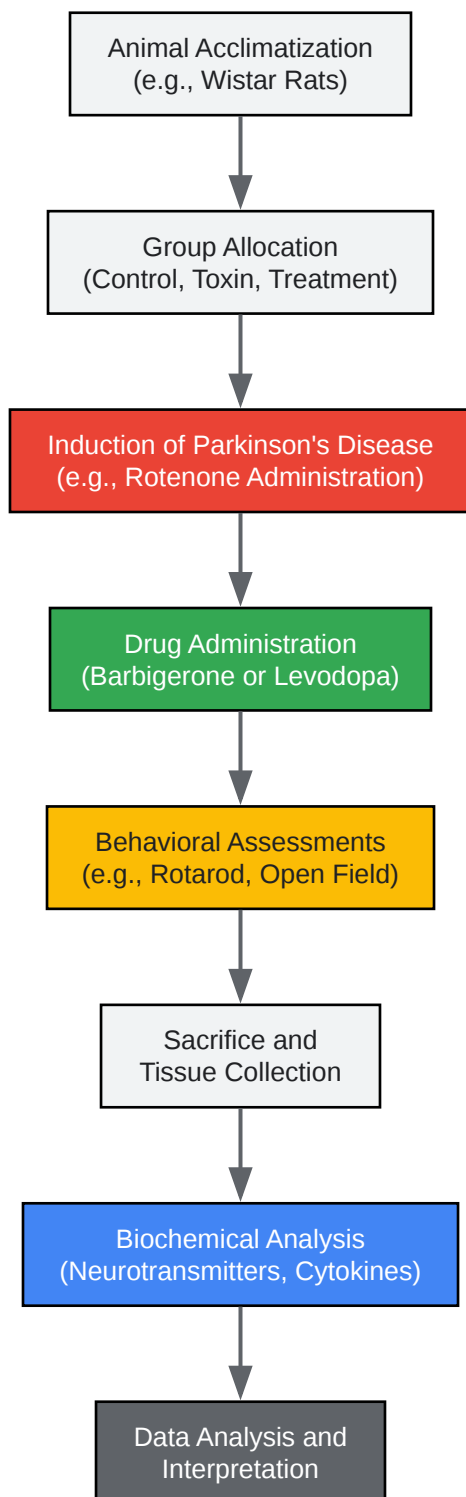 Animal Acclimatization
(e.g., Wistar Rats)
Group Allocation
(Control, Toxin, Treatment)
Induction of Parkinson's Disease
(e.g., Rotenone Administration)
Drug Administration
(Barbigerone or Levodopa)
Behavioral Assessments
(e.g., Rotarod, Open Field)
Sacrifice and
Tissue Collection
Biochemical Analysis
(Neurotransmitters, Cytokines)
Data Analysis and
Interpretation